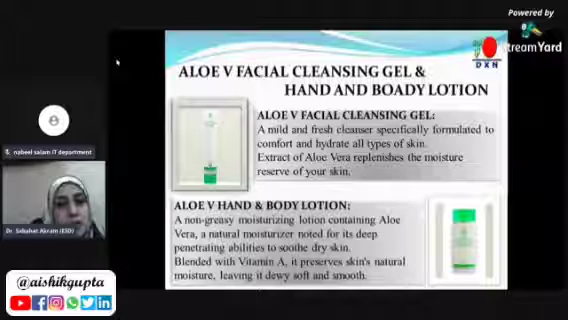 Powered by
StreamYard
DXN
ALOE V FACIAL CLEANSING GEL &
HAND AND BOADY LOTION
ALOE V FACIAL CLEANSING GEL:
A mild and fresh cleanser specifically formulated to
comfort and hydrate all types of skin.
Extract of Aloe Vera replenishes the moisture
reserve of your skin.
nabeel salam IT department
ALOE V HAND & BODY LOTION:
A non-greasy moisturizing lotion containing Aloe
Vera, a natural moisturizer noted for its deep
penetrating abilities to soothe dry skin.
Blended with Vitamin A, it preserves skin's natural
moisture, leaving it dewy soft and smooth.
Dr. Sabahat Akram (ESD)
@aishikgupta